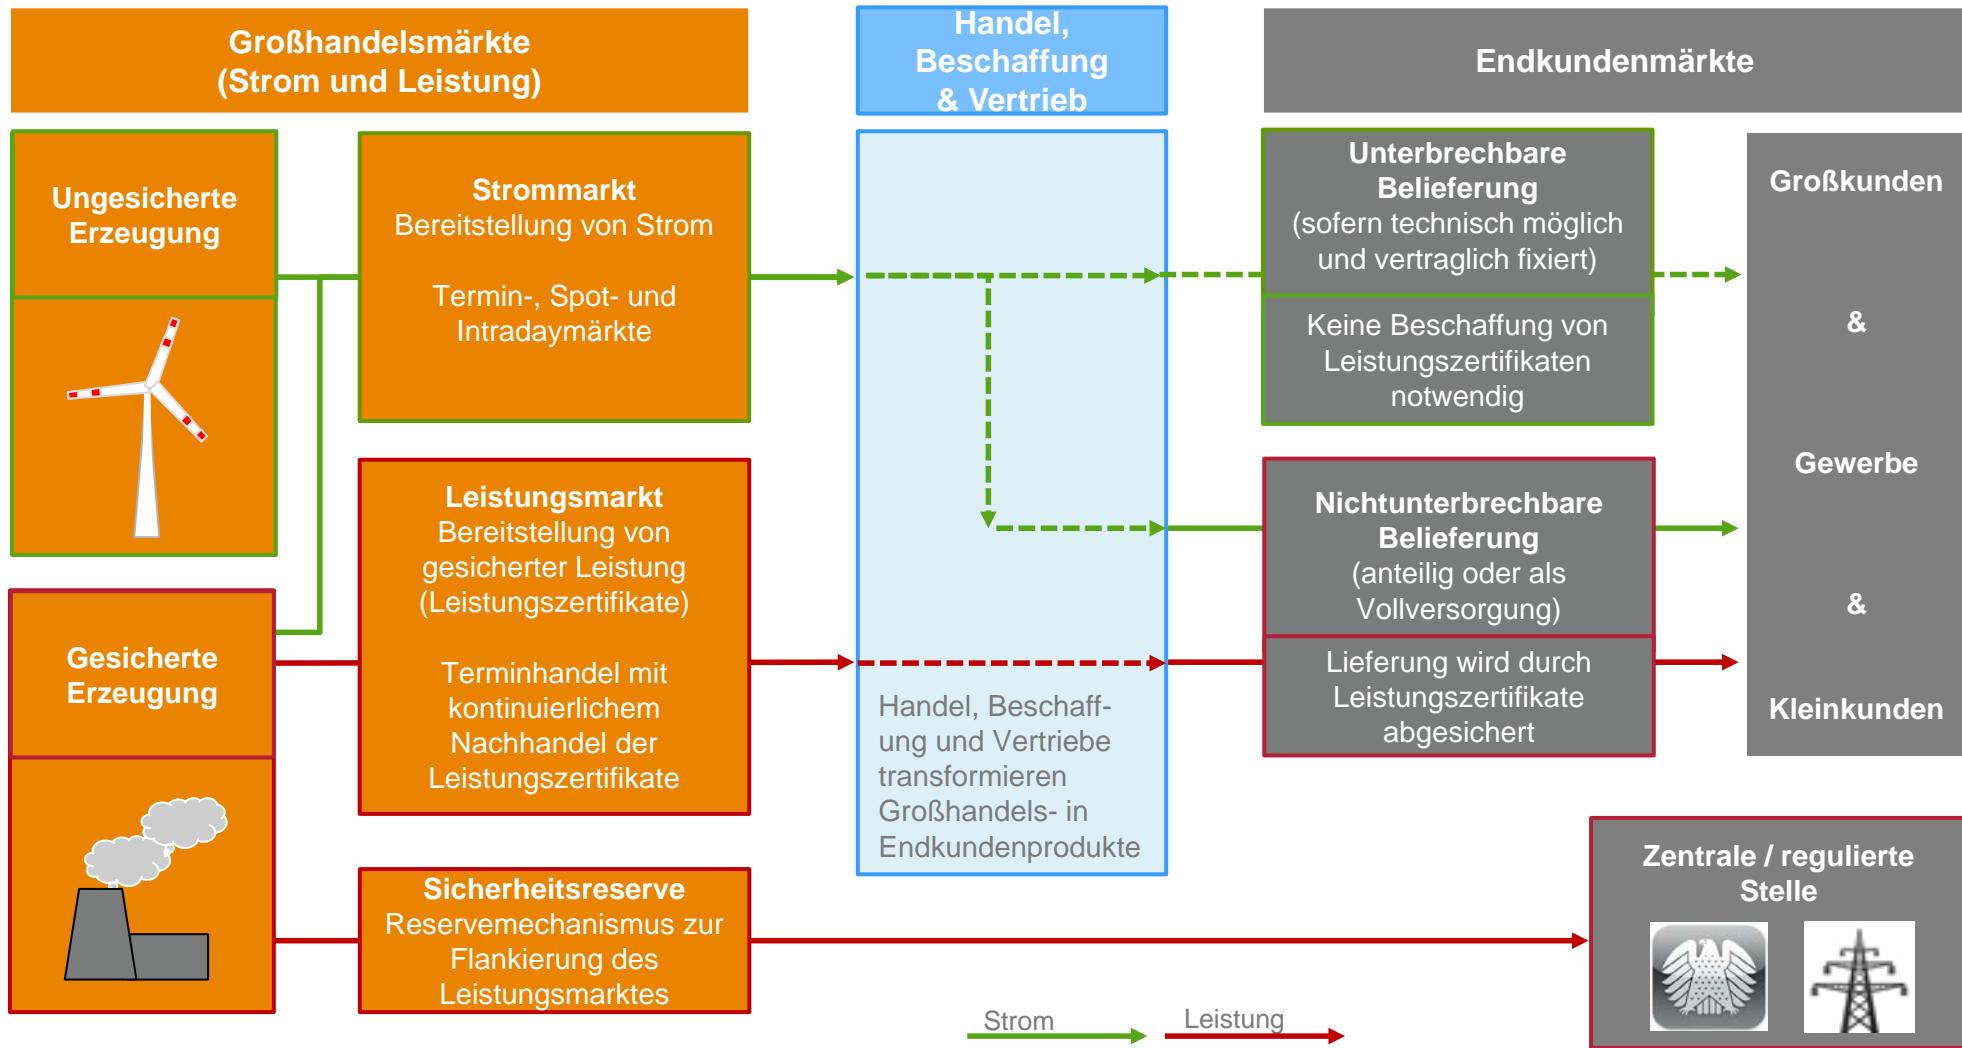 Großhandelsmärkte
(Strom und Leistung)
Handel,
Beschaffung
& Vertrieb
Endkundenmärkte
Ungesicherte
Erzeugung
Strommarkt
Bereitstellung von Strom
Termin-, Spot- und
Intradaymärkte
Unterbrechbare
Belieferung
(sofern technisch möglich
und vertraglich fixiert)
Keine Beschaffung von
Leistungszertifikaten
notwendig
Großkunden
&
Gewerbe
&
Kleinkunden
Leistungsmarkt
Bereitstellung von
gesicherter Leistung
(Leistungszertifikate)
Terminhandel mit
kontinuierlichem
Nachhandel der
Leistungszertifikate
Nichtunterbrechbare
Belieferung
(anteilig oder als
Vollversorgung)
Lieferung wird durch
Leistungszertifikate
abgesichert
Gesicherte
Erzeugung
Handel, Beschaff-
ung und Vertriebe
transformieren
Großhandels- in
Endkundenprodukte
Sicherheitsreserve
Reservemechanismus zur
Flankierung des
Leistungsmarktes
Zentrale / regulierte
Stelle
Strom
Leistung